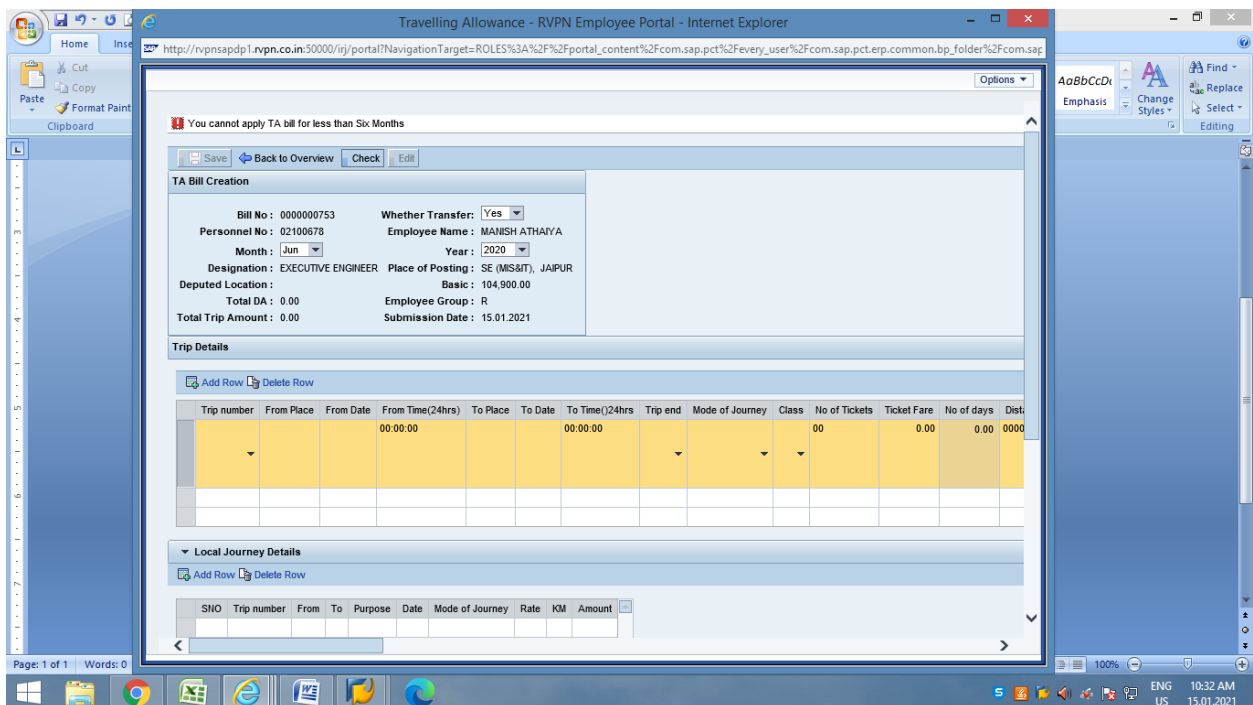 Travelling Allowance - RVPN Employee Portal - Internet Explorer
Home Inse
http://rvpnsapdp1.rvpn.co.in:50000/irj/portal?NavigationTarget=ROLES%3A%2F%2Fportal_content%2Fcom.sap.pct%2Fevery_user%2Fcom.sap.pct.erp.common.bp_folder%2Fcom.sap
Cut
Copy
Paste
Format Paint
Clipboard
Options
AaBbCcDc
Emphasis
Change
Styles
Find
Replace
Select
Editing
You cannot apply TA bill for less than Six Months
Save Back to Overview Check Edit
TA Bill Creation
Bill No : 0000000753 Whether Transfer: Yes
Personnel No : 02100678 Employee Name : MANISH ATHAIYA
Month : Jun Year : 2020
Designation : EXECUTIVE ENGINEER Place of Posting : SE (MIS&IT), JAIPUR
Deputed Location : Basic : 104,900.00
Total DA : 0.00 Employee Group : R
Total Trip Amount : 0.00 Submission Date : 15.01.2021
Trip Details
Add Row Delete Row
Trip number From Place From Date From Time(24hrs) To Place To Date To Time()24hrs Trip end Mode of Journey Class No of Tickets Ticket Fare No of days Dista
00:00:00 00:00:00 00 0.00 0.00 0000
Local Journey Details
Add Row Delete Row
SNO Trip number From To Purpose Date Mode of Journey Rate KM Amount
Page: 1 of 1 Words: 0
100%
ENG 10:32 AM
US 15.01.2021